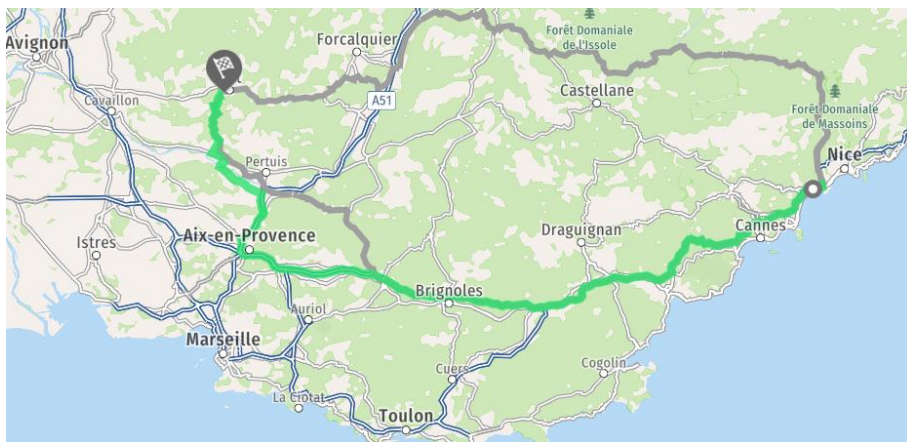 Avignon
Forcalquier
Forêt Domaniale
de l'Issole
Cavaillon
A51
Castellane
Forêt Domaniale
de Massoins
Pertuis
Nice
Aix-en-Provence
Draguignan
Cannes
Istres
Brignoles
Auriol
Marseille
Cuers
Cogolin
La Ciotat
Toulon